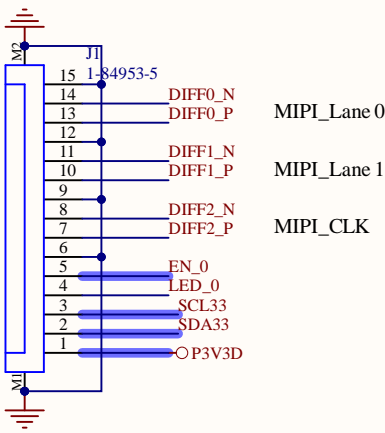 M2
J1
1-84953-5
15
14 DIFF0_N
13 DIFF0_P MIPI_Lane 0
12
11 DIFF1_N
10 DIFF1_P MIPI_Lane 1
9
8 DIFF2_N
7 DIFF2_P MIPI_CLK
6
5 EN_0
4 LED_0
3 SCL33
2 SDA33
1 P3V3D
M1